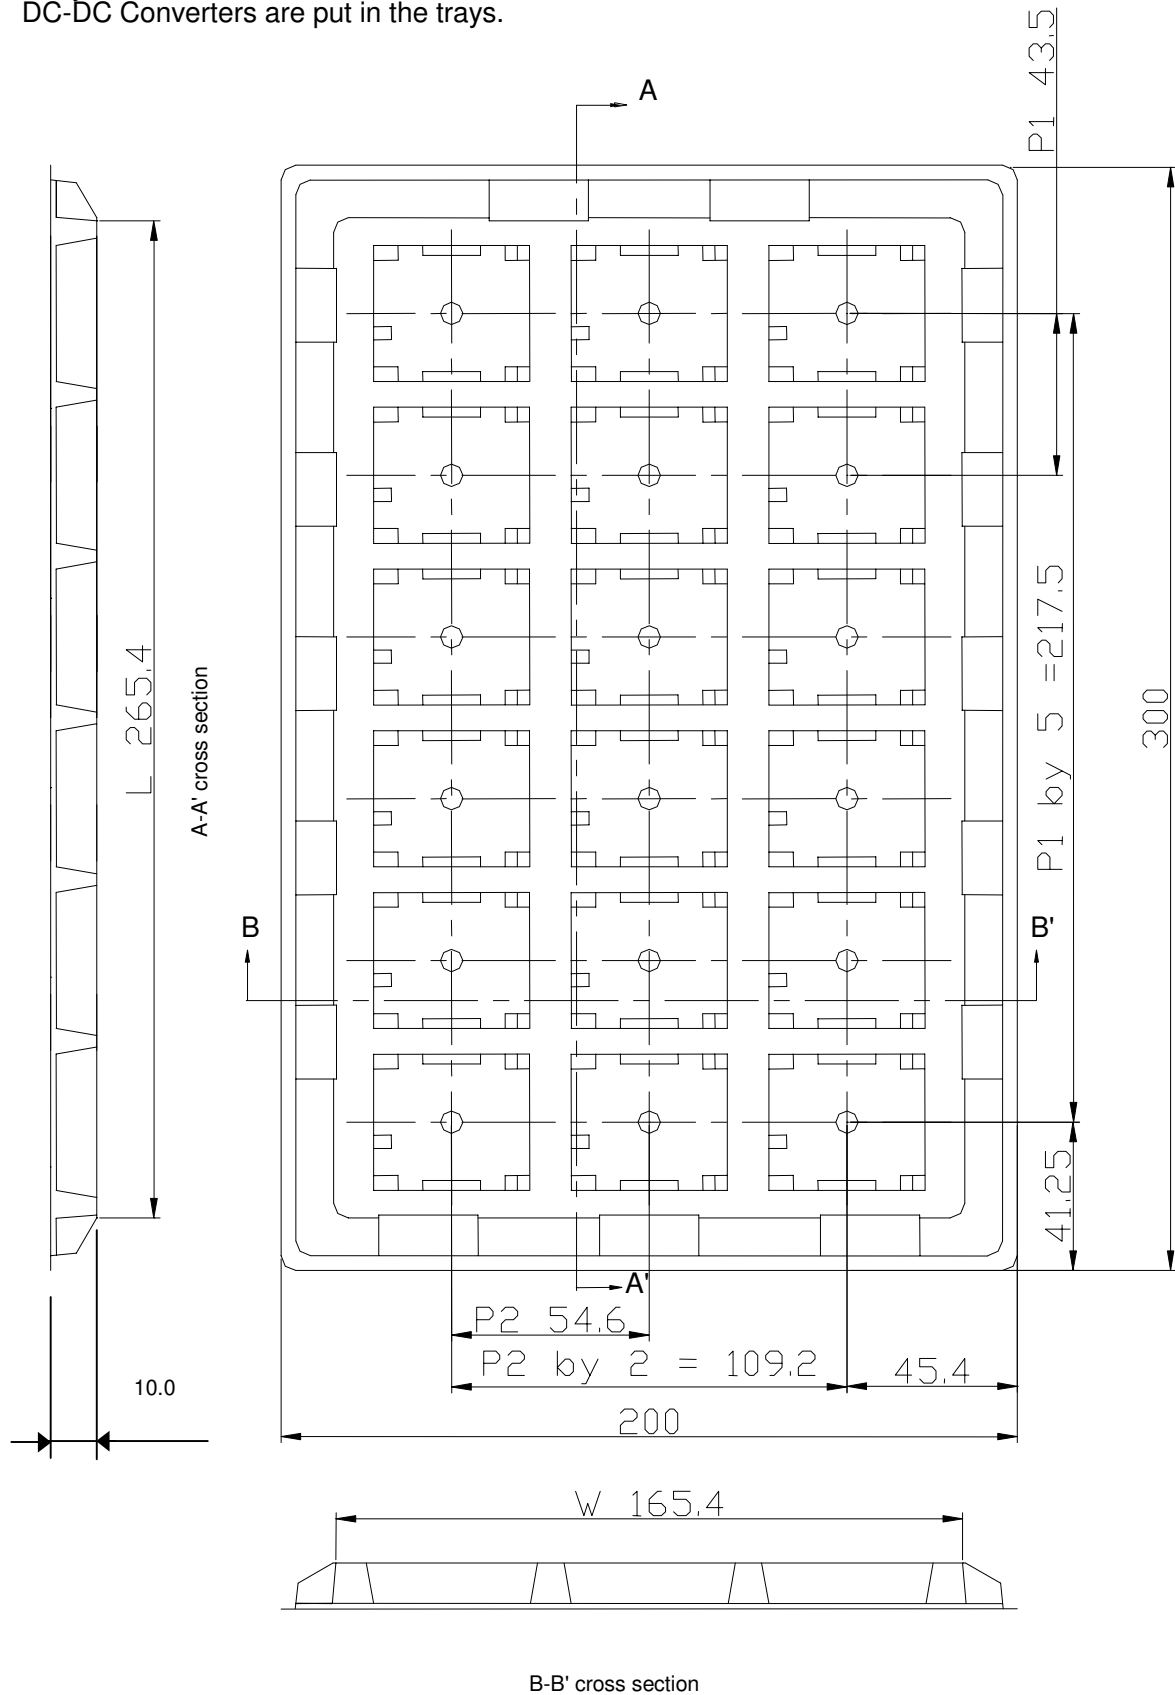 DC-DC Converters are put in the trays.
P1 43.5
A
L 265.4
A-A' cross section
P1 by 5 =217.5
300
B
B'
41.25
A'
P2 54.6
P2 by 2 = 109.2
45.4
10.0
200
W 165.4
B-B' cross section